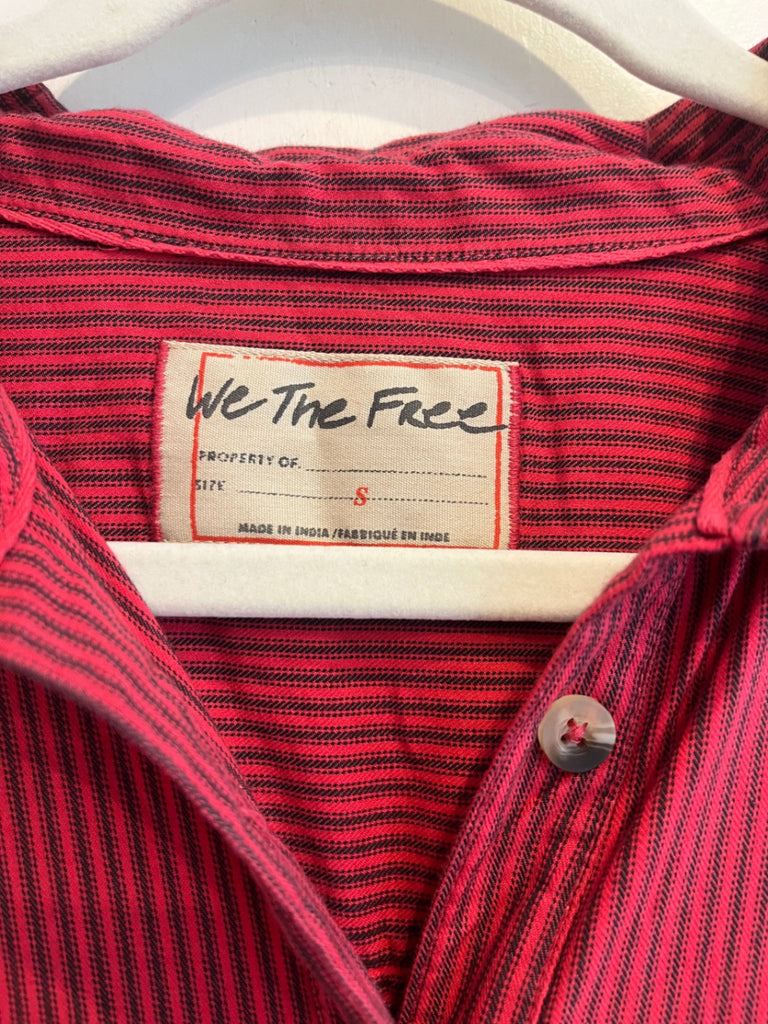 We The Free
PROPERTY OF
SIZE S
MADE IN INDIA / FABRIQUÉ EN INDE